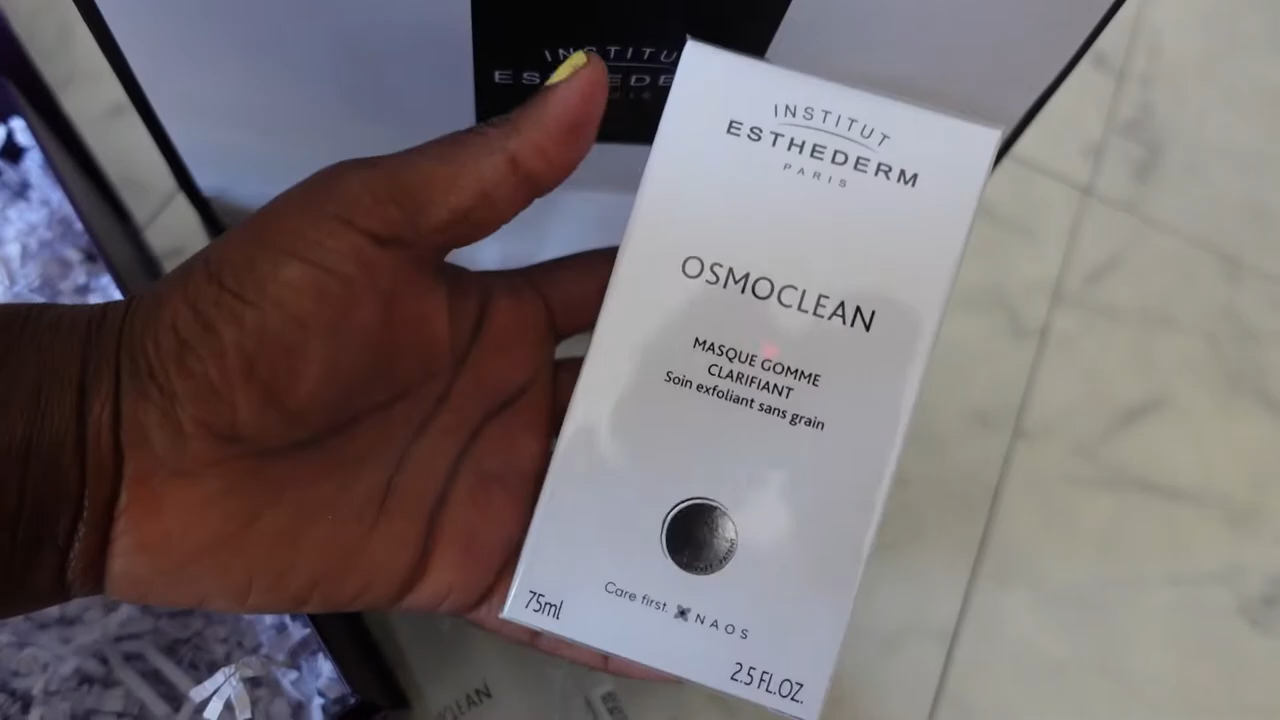 INSTITUT
ESTHEDERM
PARIS
OSMOCLEAN
MASQUE GOMME
CLARIFIANT
Soin exfoliant sans grain
Care first. NAOS
75ml
2.5 FL.OZ.